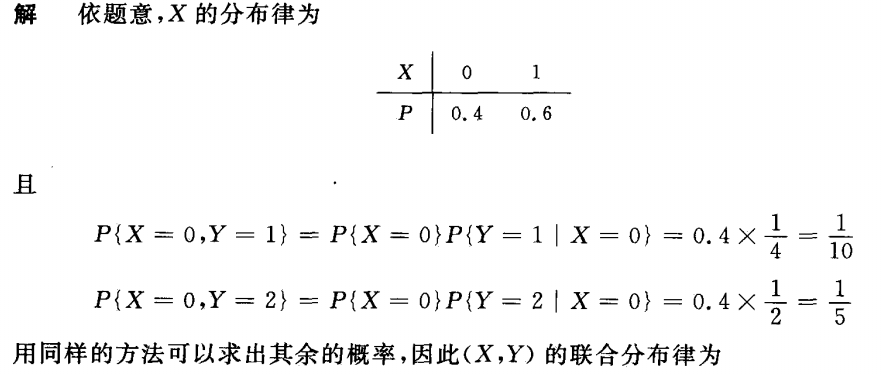 解 依题意,X 的分布律为
X 0 1
P 0.4 0.6
且
P{X = 0,Y = 1} = P{X = 0}P{Y = 1 | X = 0} = 0.4 × 1/4 = 1/10
P{X = 0,Y = 2} = P{X = 0}P{Y = 2 | X = 0} = 0.4 × 1/2 = 1/5
用同样的方法可以求出其余的概率,因此(X,Y) 的联合分布律为